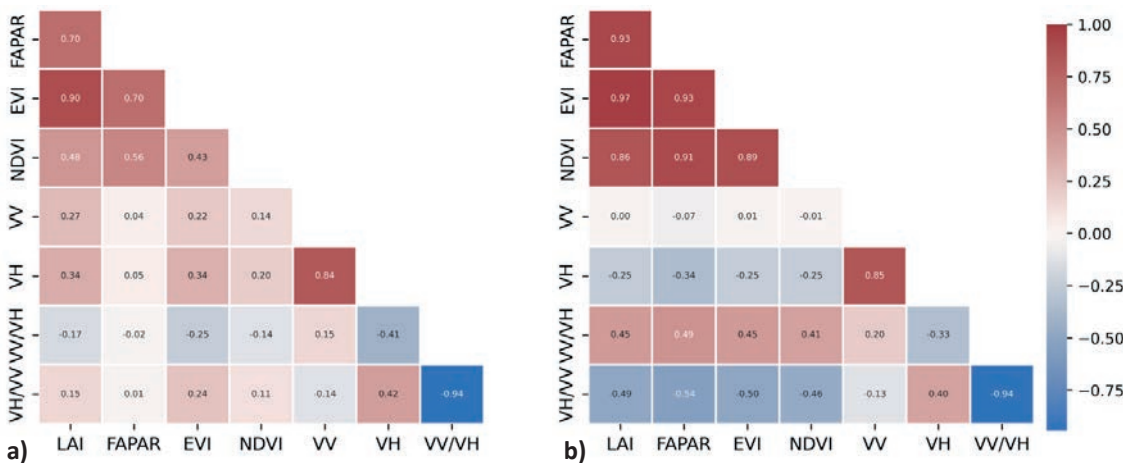 FAPAR 0.70
EVI 0.90 0.70
NDVI 0.48 0.56 0.43
VV 0.27 0.04 0.22 0.14
VH 0.34 0.05 0.34 0.20 0.84
VV/VH -0.17 -0.02 -0.25 -0.14 0.15 -0.41
VH/VV 0.15 0.01 0.24 0.11 -0.14 0.42 -0.94
LAI FAPAR EVI NDVI VV VH VV/VH
a)
FAPAR 0.93
EVI 0.97 0.93
NDVI 0.86 0.91 0.89
VV 0.00 -0.07 0.01 -0.01
VH -0.25 -0.34 -0.25 -0.25 0.85
VH/VV VV/VH 0.45 0.49 0.45 0.41 0.20 -0.33
-0.49 -0.54 -0.50 -0.46 -0.13 0.40 -0.94
LAI FAPAR EVI NDVI VV VH VV/VH
b)
1.00
0.75
0.50
0.25
0.00
-0.25
-0.50
-0.75